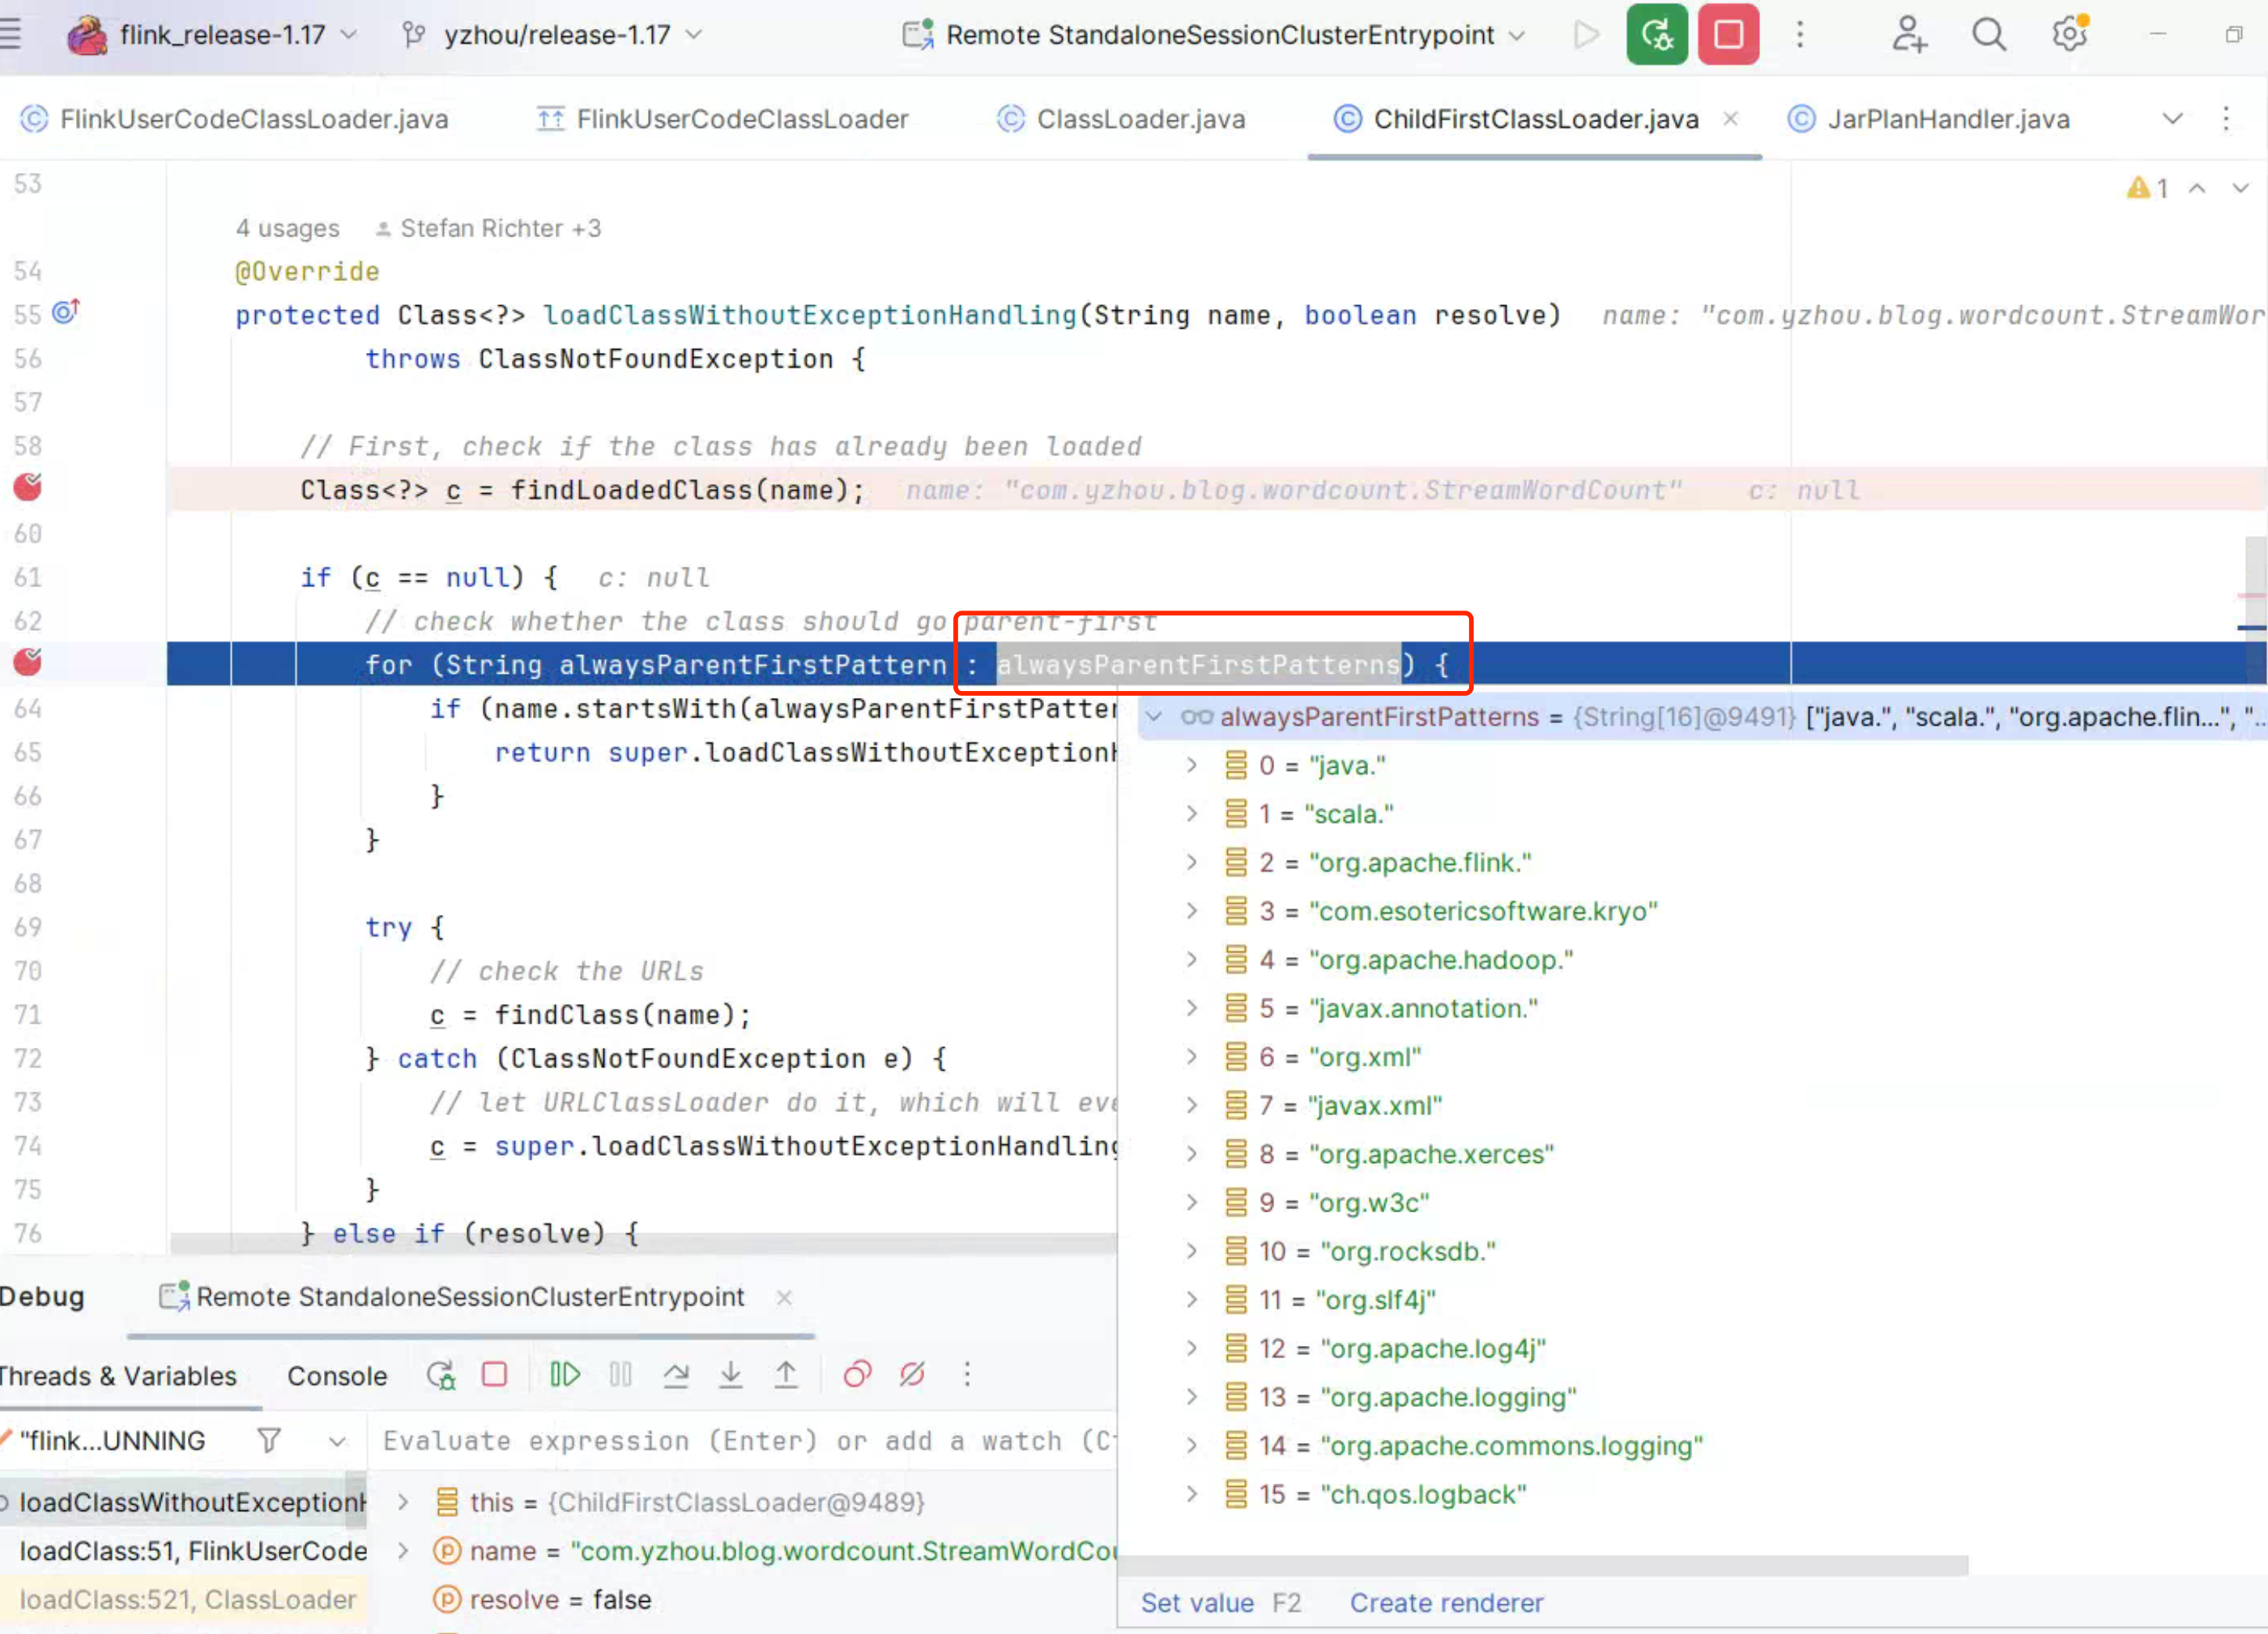 flink_release-1.17 yzhou/release-1.17 Remote StandaloneSessionClusterEntrypoint
FlinkUserCodeClassLoader.java FlinkUserCodeClassLoader ClassLoader.java ChildFirstClassLoader.java JarPlanHandler.java
53 1
4 usages Stefan Richter +3
54 @Override
55 protected Class<?> loadClassWithoutExceptionHandling(String name, boolean resolve) name: "com.yzhou.blog.wordcount.StreamWor
56 throws ClassNotFoundException {
57
58 // First, check if the class has already been loaded
Class<?> c = findLoadedClass(name); name: "com.yzhou.blog.wordcount.StreamWordCount" c: null
60
61 if (c == null) { c: null
62 // check whether the class should go parent-first
for (String alwaysParentFirstPattern : alwaysParentFirstPatterns) {
64 if (name.startsWith(alwaysParentFirstPatter
65 return super.loadClassWithoutExceptionH
66 }
67 }
68
69 try {
70 // check the URLs
71 c = findClass(name);
72 } catch (ClassNotFoundException e) {
73 // let URLClassLoader do it, which will eve
74 c = super.loadClassWithoutExceptionHandling
75 }
76 } else if (resolve) {
alwaysParentFirstPatterns = {String[16]@9491} ["java.", "scala.", "org.apache.flin...", "...
0 = "java."
1 = "scala."
2 = "org.apache.flink."
3 = "com.esotericsoftware.kryo"
4 = "org.apache.hadoop."
5 = "javax.annotation."
6 = "org.xml"
7 = "javax.xml"
8 = "org.apache.xerces"
9 = "org.w3c"
10 = "org.rocksdb."
11 = "org.slf4j"
12 = "org.apache.log4j"
13 = "org.apache.logging"
14 = "org.apache.commons.logging"
15 = "ch.qos.logback"
Set value F2 Create renderer
Debug Remote StandaloneSessionClusterEntrypoint
Threads & Variables Console
"flink...UNNING Evaluate expression (Enter) or add a watch (C
loadClassWithoutExceptionH this = {ChildFirstClassLoader@9489}
loadClass:51, FlinkUserCode name = "com.yzhou.blog.wordcount.StreamWordCou
loadClass:521, ClassLoader resolve = false